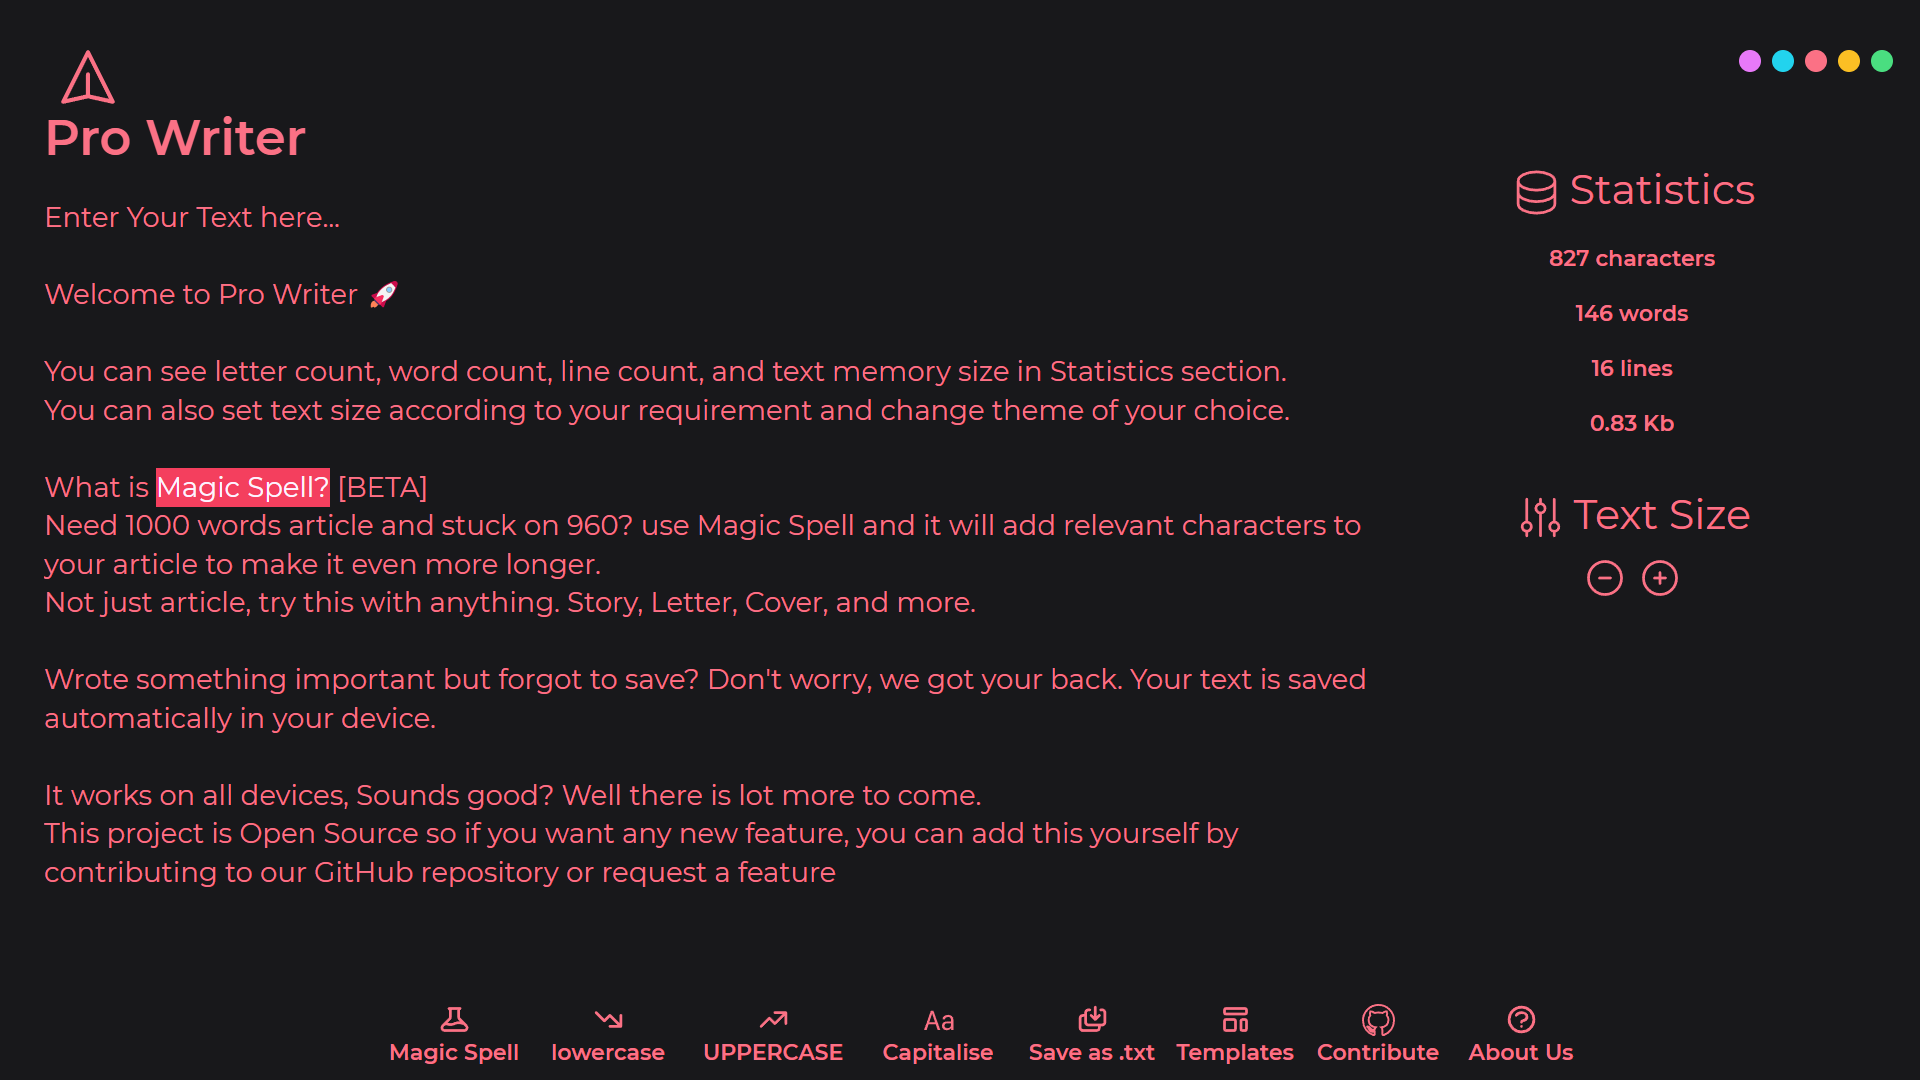 Pro Writer
Enter Your Text here...
Welcome to Pro Writer 🚀
You can see letter count, word count, line count, and text memory size in Statistics section.
You can also set text size according to your requirement and change theme of your choice.
What is Magic Spell? [BETA]
Need 1000 words article and stuck on 960? use Magic Spell and it will add relevant characters to
your article to make it even more longer.
Not just article, try this with anything. Story, Letter, Cover, and more.
Wrote something important but forgot to save? Don't worry, we got your back. Your text is saved
automatically in your device.
It works on all devices, Sounds good? Well there is lot more to come.
This project is Open Source so if you want any new feature, you can add this yourself by
contributing to our GitHub repository or request a feature
Statistics
827 characters
146 words
16 lines
0.83 Kb
Text Size
Magic Spell
lowercase
UPPERCASE
Aa
Capitalise
Save as .txt
Templates
Contribute
About Us